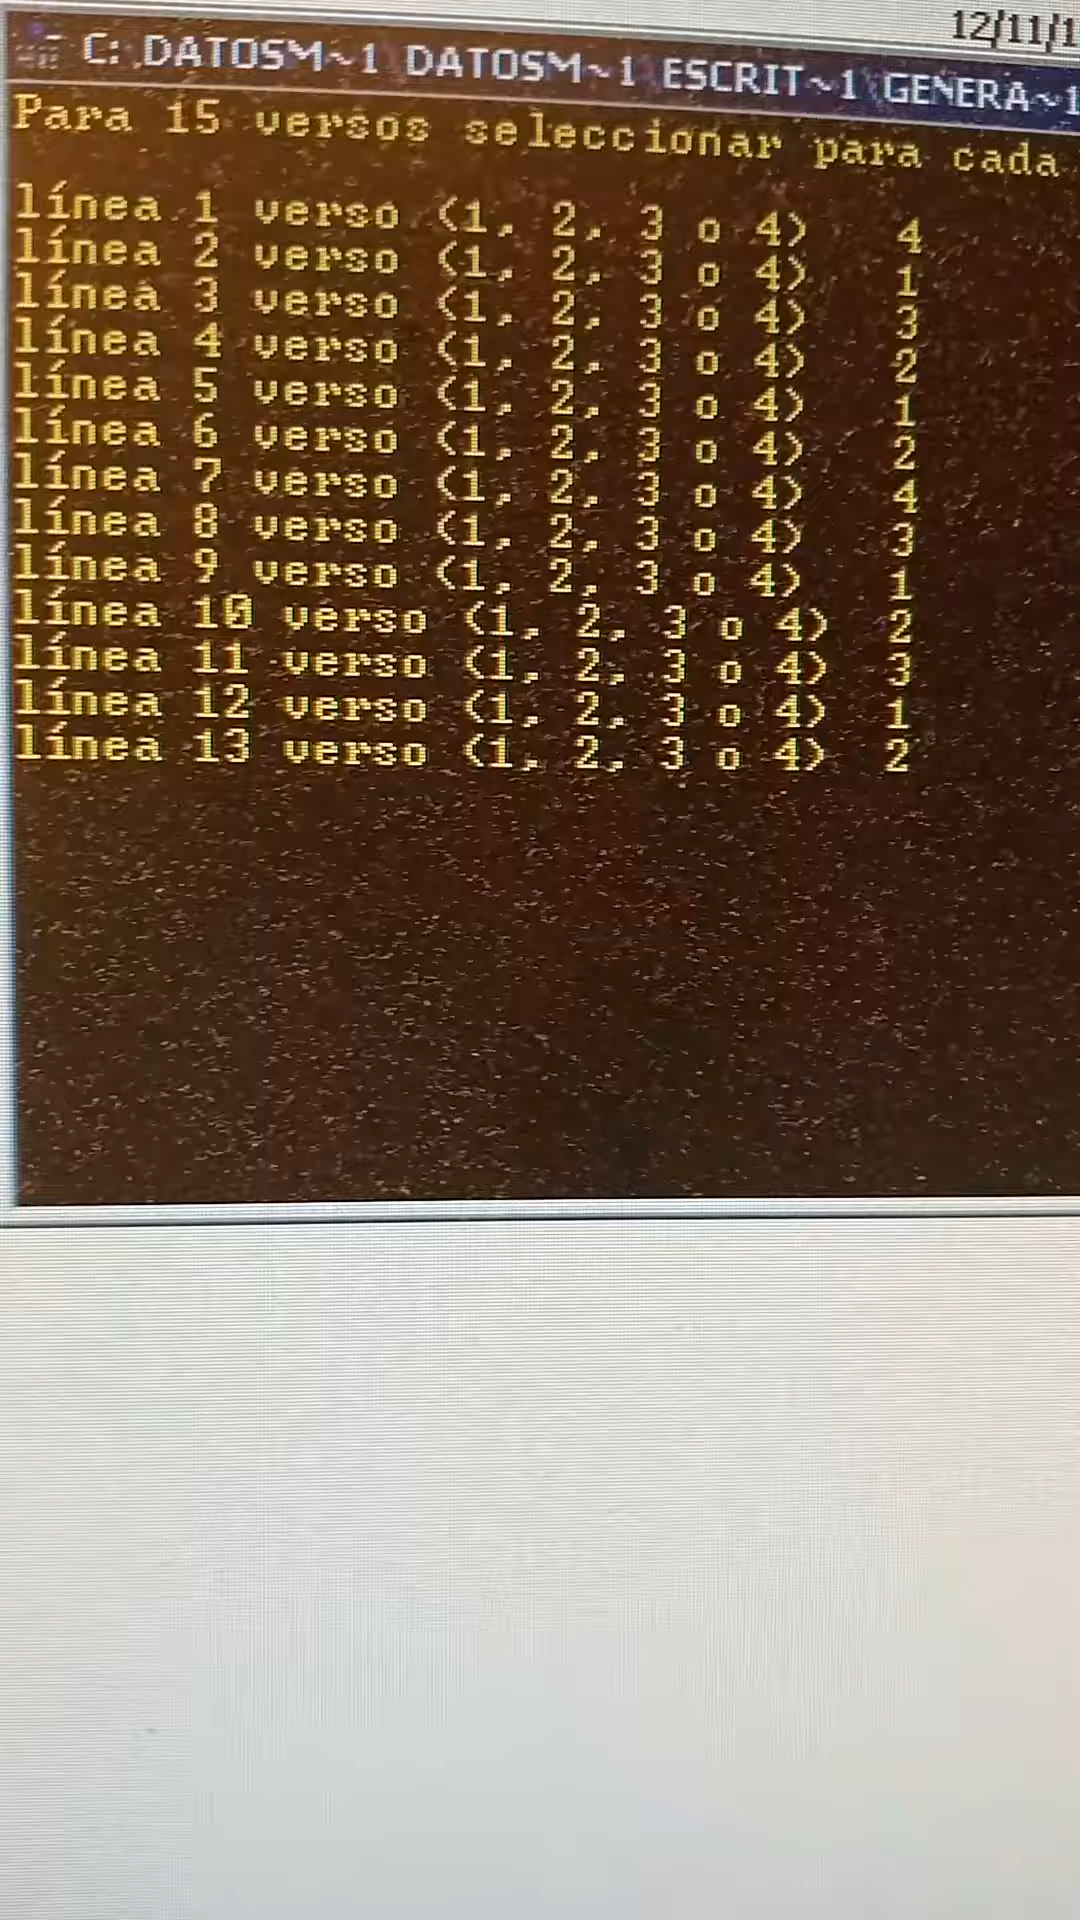 12/11/1
C: DATOSM~1 DATOSM~1 ESCRIT~1\GENERA~1
Para 15 versos seleccionar para cada
línea 1 verso (1, 2, 3 o 4) 4
línea 2 verso (1, 2, 3 o 4) 1
línea 3 verso (1, 2, 3 o 4) 3
línea 4 verso (1, 2, 3 o 4) 2
línea 5 verso (1, 2, 3 o 4) 1
línea 6 verso (1, 2, 3 o 4) 2
línea 7 verso (1, 2, 3 o 4) 4
línea 8 verso (1, 2, 3 o 4) 3
línea 9 verso (1, 2, 3 o 4) 1
línea 10 verso (1, 2, 3 o 4) 2
línea 11 verso (1, 2, 3 o 4) 3
línea 12 verso (1, 2, 3 o 4) 1
línea 13 verso (1, 2, 3 o 4) 2